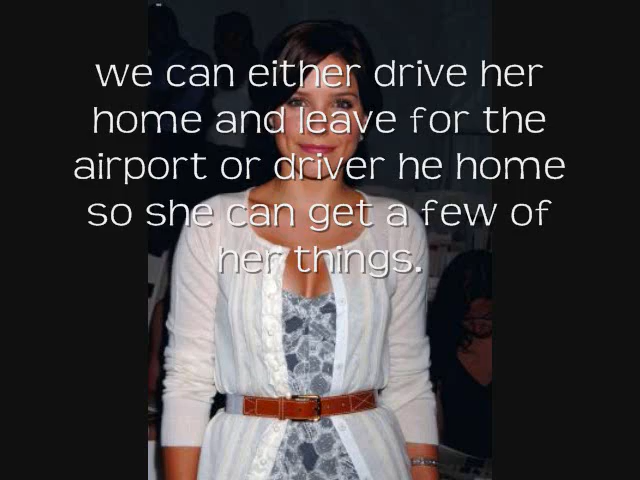 we can either drive her
home and leave for the
airport or driver he home
so she can get a few of
her things.